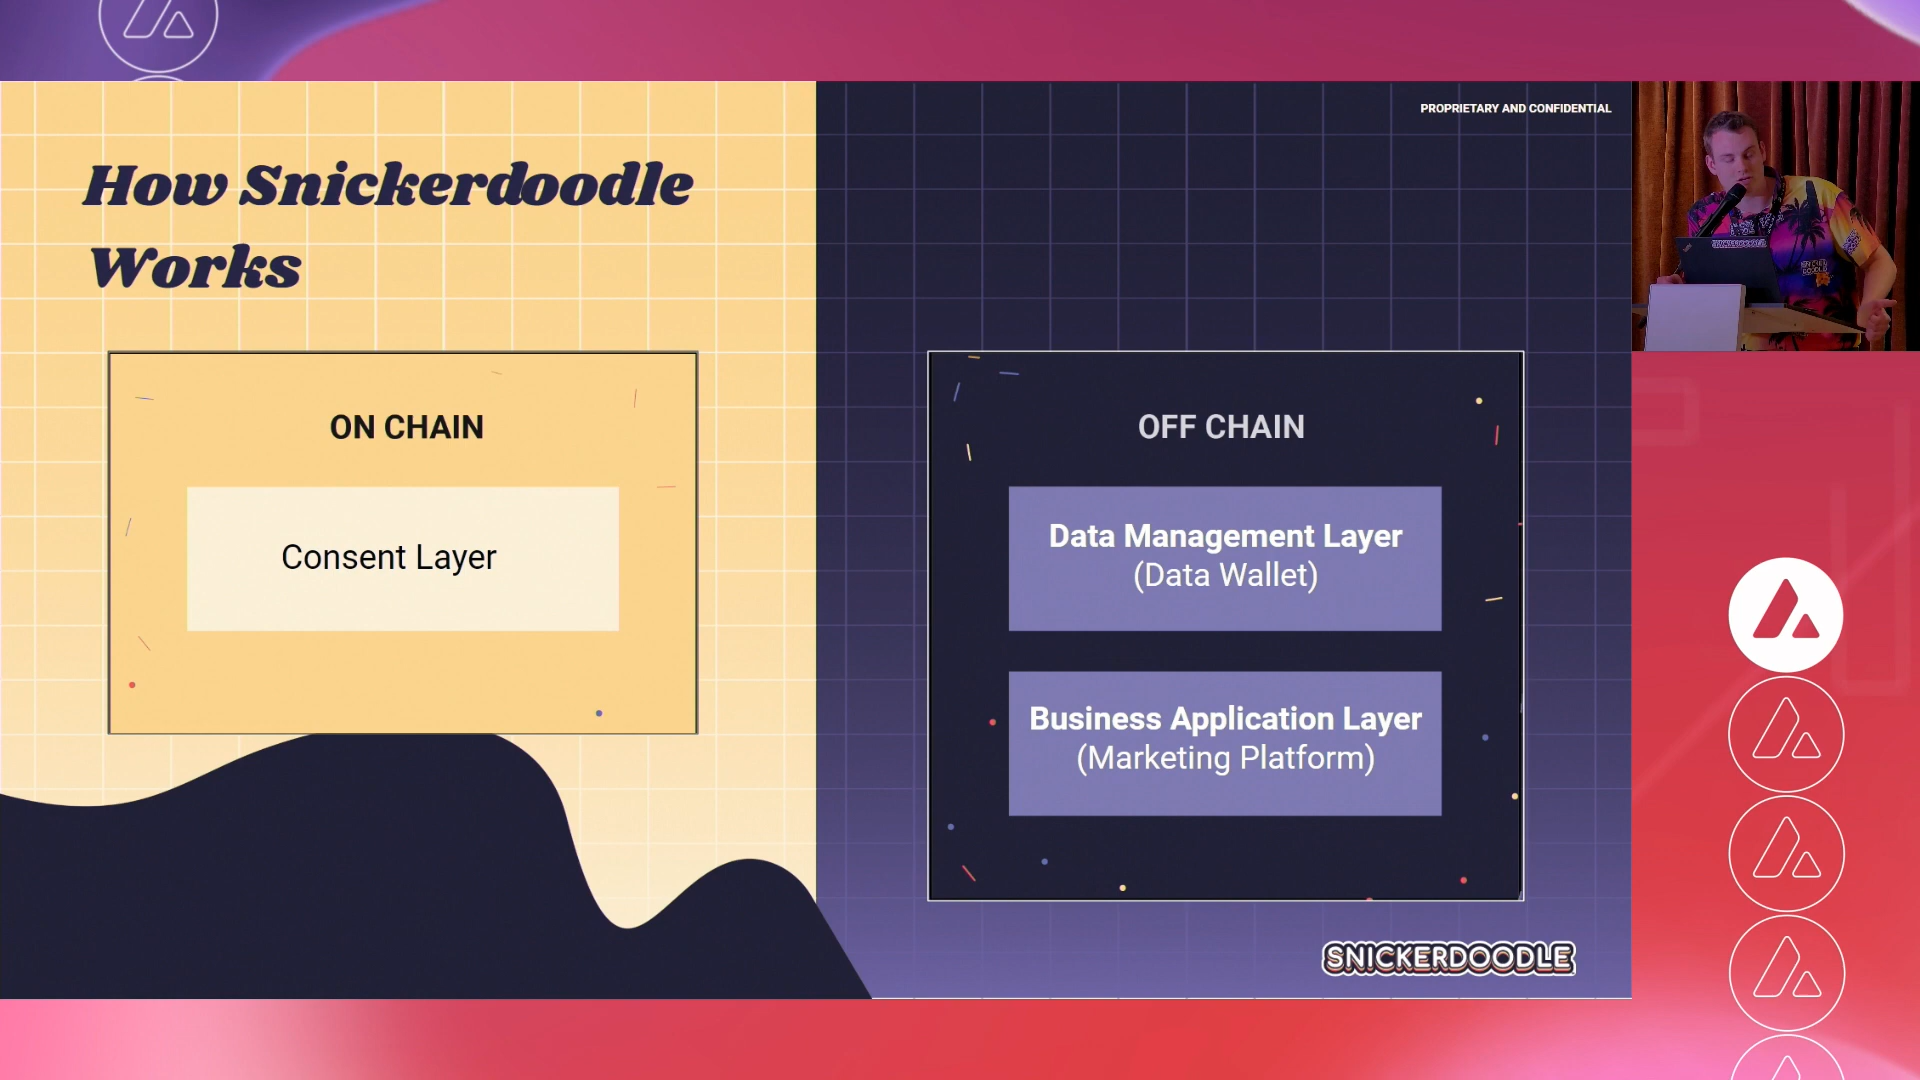 PROPRIETARY AND CONFIDENTIAL
How Snickerdoodle
Works
ON CHAIN
Consent Layer
OFF CHAIN
Data Management Layer
(Data Wallet)
Business Application Layer
(Marketing Platform)
SNICKERDOODLE